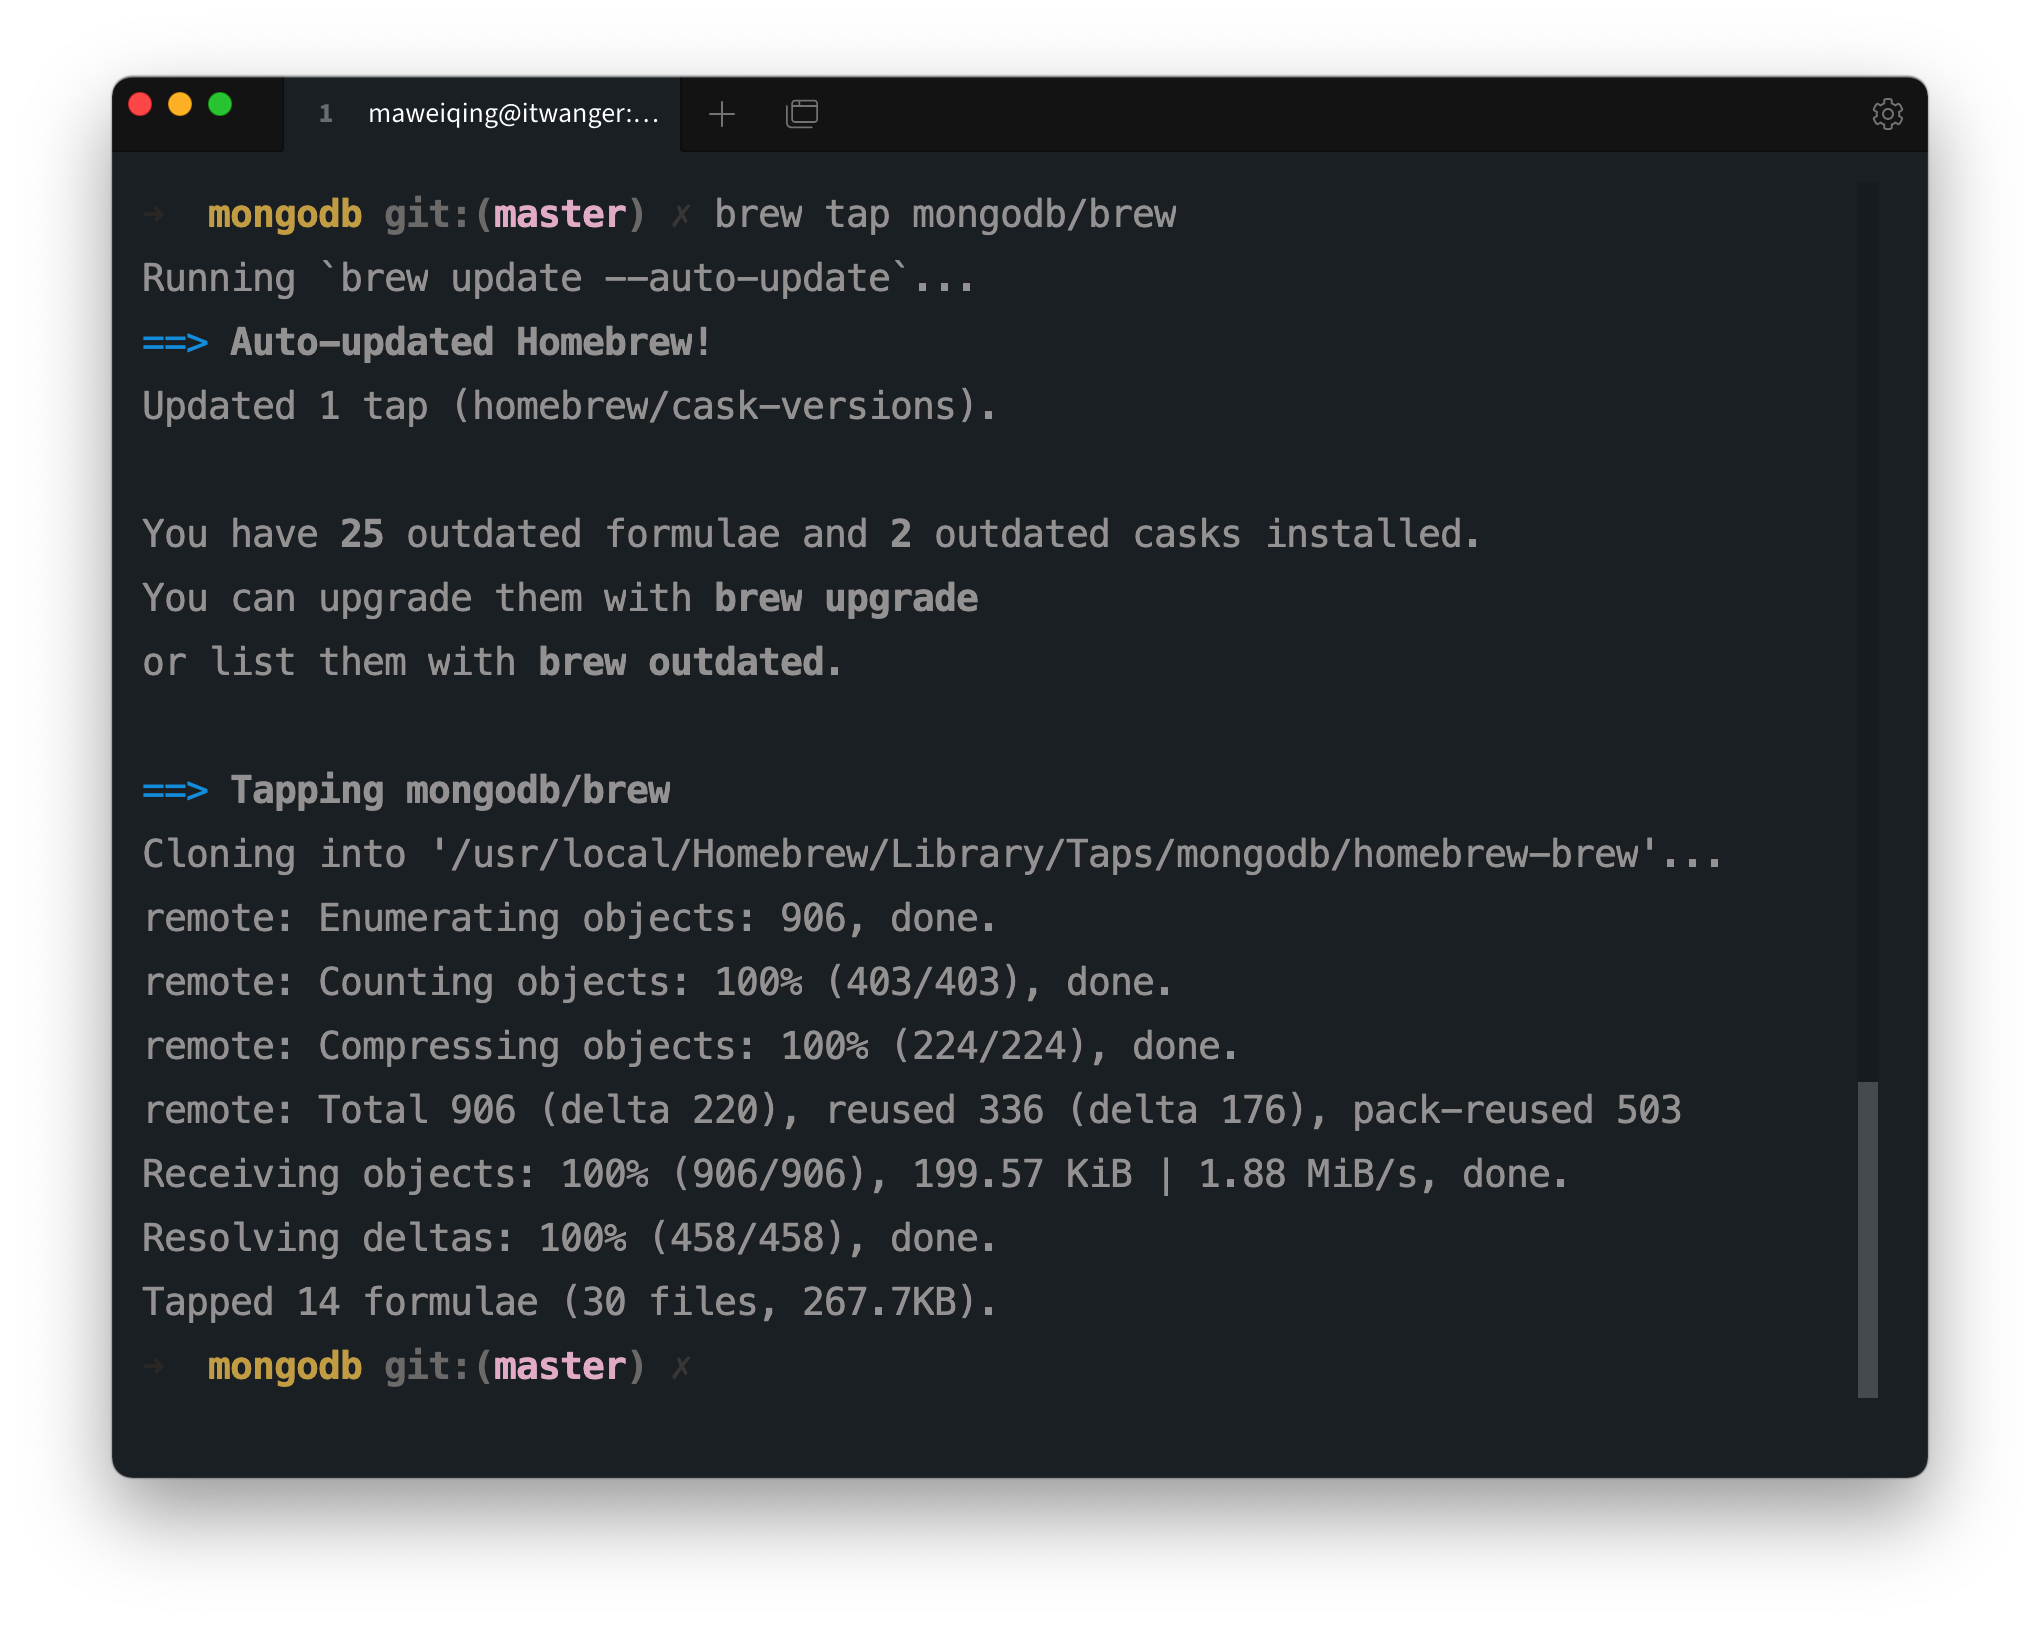 1 maweiqing@itwanger:...
➜ mongodb git:(master) ✗ brew tap mongodb/brew
Running `brew update --auto-update`...
==> Auto-updated Homebrew!
Updated 1 tap (homebrew/cask-versions).
You have 25 outdated formulae and 2 outdated casks installed.
You can upgrade them with brew upgrade
or list them with brew outdated.
==> Tapping mongodb/brew
Cloning into '/usr/local/Homebrew/Library/Taps/mongodb/homebrew-brew'...
remote: Enumerating objects: 906, done.
remote: Counting objects: 100% (403/403), done.
remote: Compressing objects: 100% (224/224), done.
remote: Total 906 (delta 220), reused 336 (delta 176), pack-reused 503
Receiving objects: 100% (906/906), 199.57 KiB | 1.88 MiB/s, done.
Resolving deltas: 100% (458/458), done.
Tapped 14 formulae (30 files, 267.7KB).
➜ mongodb git:(master) ✗